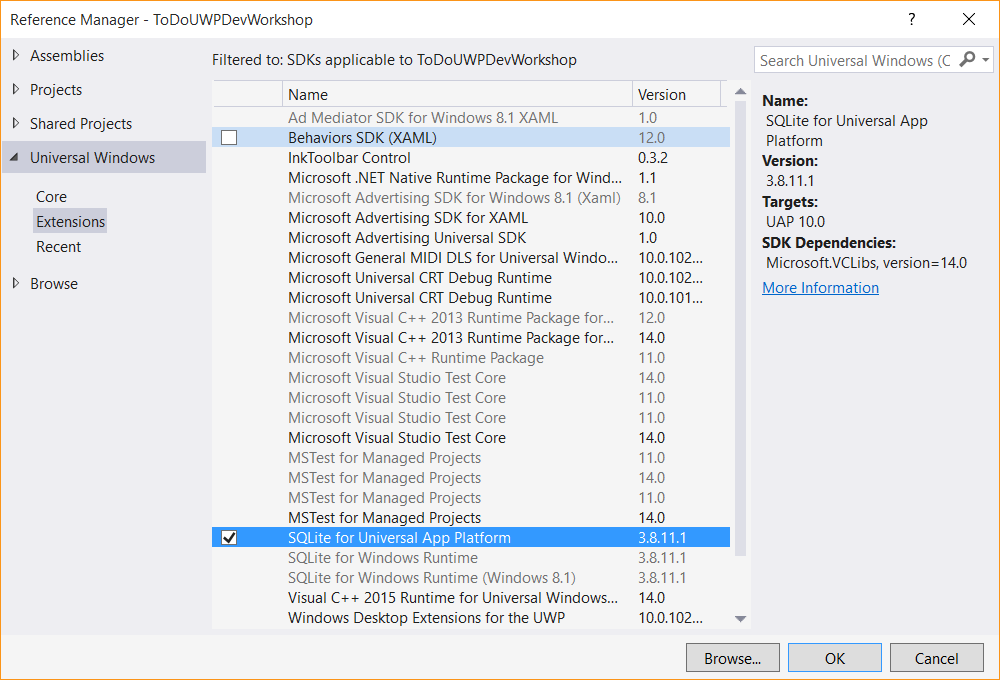 Reference Manager - ToDoUWPDevWorkshop ?
Assemblies
Projects
Shared Projects
Universal Windows
Core
Extensions
Recent
Browse
Filtered to: SDKs applicable to ToDoUWPDevWorkshop
Search Universal Windows (C
Name Version
Ad Mediator SDK for Windows 8.1 XAML 1.0
Behaviors SDK (XAML) 12.0
InkToolbar Control 0.3.2
Microsoft .NET Native Runtime Package for Wind... 1.1
Microsoft Advertising SDK for Windows 8.1 (Xaml) 8.1
Microsoft Advertising SDK for XAML 10.0
Microsoft Advertising Universal SDK 1.0
Microsoft General MIDI DLS for Universal Windo... 10.0.102...
Microsoft Universal CRT Debug Runtime 10.0.102...
Microsoft Universal CRT Debug Runtime 10.0.101...
Microsoft Visual C++ 2013 Runtime Package for... 12.0
Microsoft Visual C++ 2013 Runtime Package for... 14.0
Microsoft Visual C++ Runtime Package 11.0
Microsoft Visual Studio Test Core 14.0
Microsoft Visual Studio Test Core 11.0
Microsoft Visual Studio Test Core 11.0
Microsoft Visual Studio Test Core 14.0
MSTest for Managed Projects 11.0
MSTest for Managed Projects 14.0
MSTest for Managed Projects 11.0
MSTest for Managed Projects 14.0
SQLite for Universal App Platform 3.8.11.1
SQLite for Windows Runtime 3.8.11.1
SQLite for Windows Runtime (Windows 8.1) 3.8.11.1
Visual C++ 2015 Runtime for Universal Windows... 14.0
Windows Desktop Extensions for the UWP 10.0.102...
Name:
SQLite for Universal App
Platform
Version:
3.8.11.1
Targets:
UAP 10.0
SDK Dependencies:
Microsoft.VCLibs, version=14.0
More Information
Browse... OK Cancel